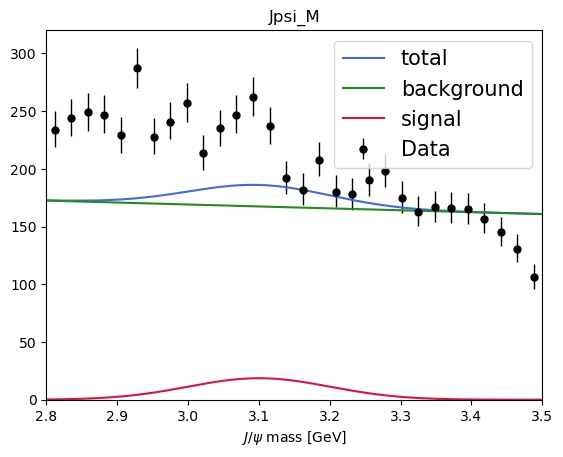 Jpsi_M
total
background
signal
Data
300
250
200
150
100
50
0
2.8 2.9 3.0 3.1 3.2 3.3 3.4 3.5
J/ψ mass [GeV]